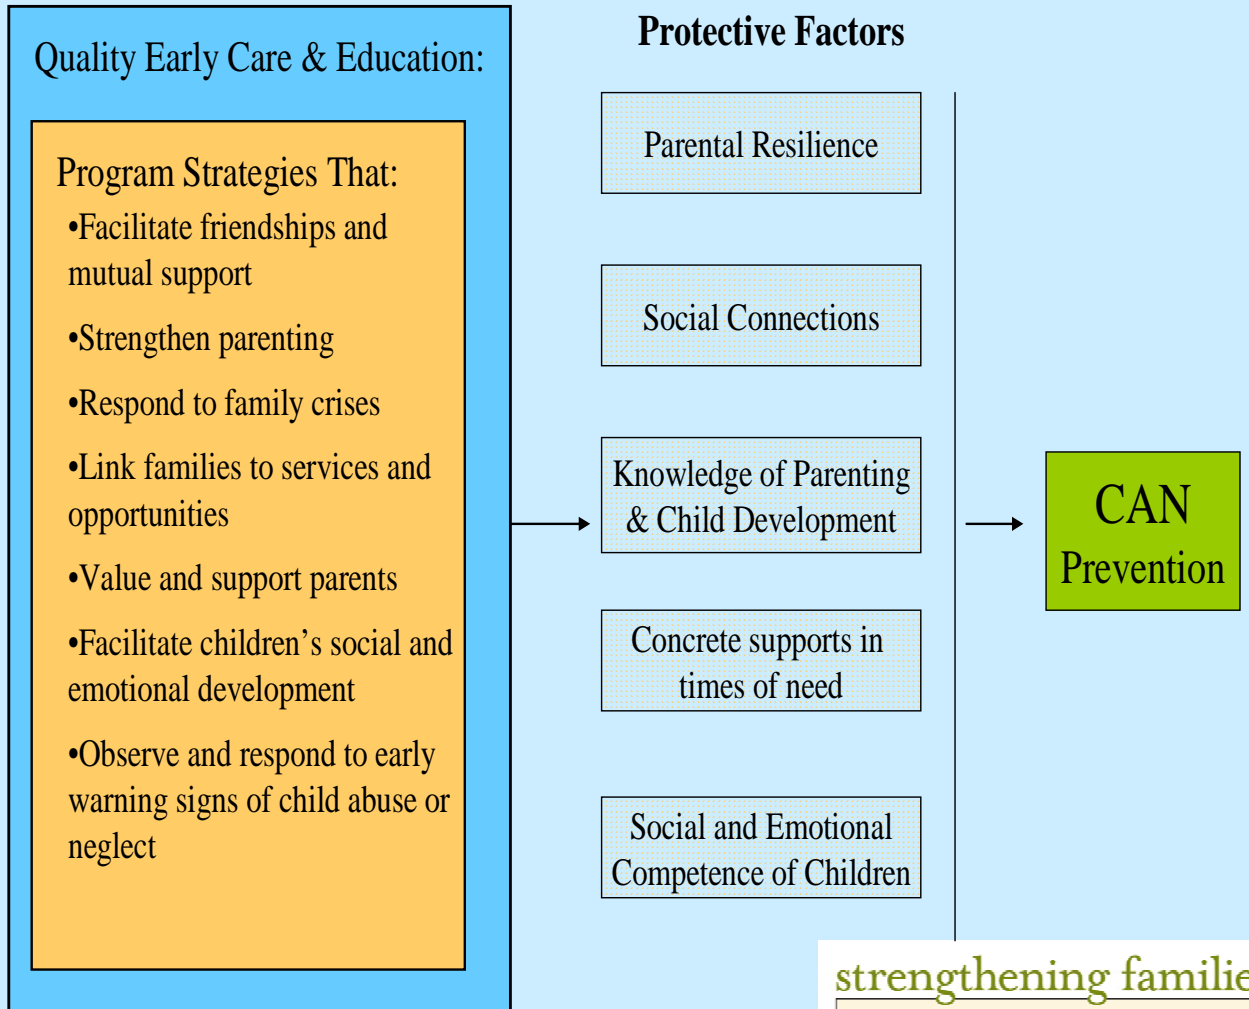 Quality Early Care & Education:
Program Strategies That:
•Facilitate friendships and
mutual support
•Strengthen parenting
•Respond to family crises
•Link families to services and
opportunities
•Value and support parents
•Facilitate children’s social and
emotional development
•Observe and respond to early
warning signs of child abuse or
neglect
Protective Factors
Parental Resilience
Social Connections
Knowledge of Parenting
& Child Development
Concrete supports in
times of need
Social and Emotional
Competence of Children
CAN
Prevention
strengthening familie